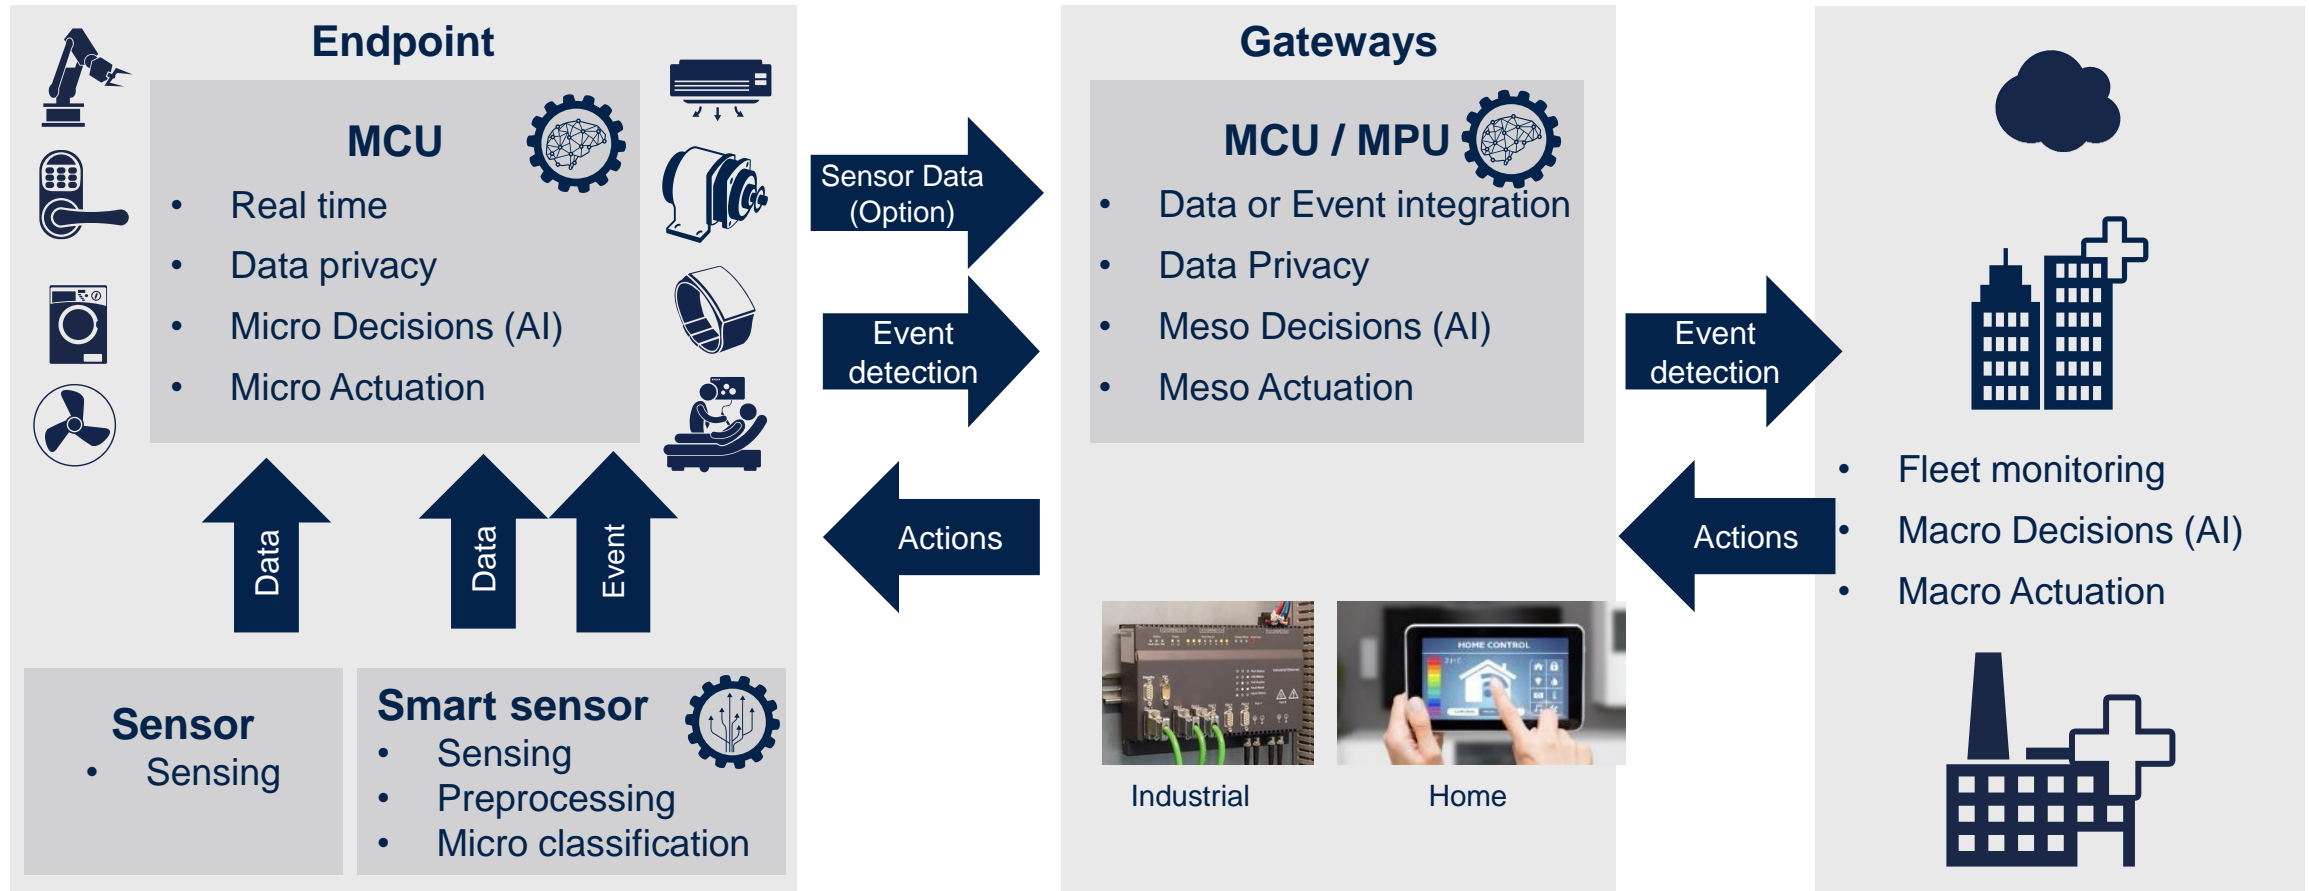 Endpoint
MCU
• Real time
• Data privacy
• Micro Decisions (AI)
• Micro Actuation
Data
Data
Event
Sensor
• Sensing
Smart sensor
• Sensing
• Preprocessing
• Micro classification
Sensor Data
(Option)
Event
detection
Actions
Gateways
MCU / MPU
• Data or Event integration
• Data Privacy
• Meso Decisions (AI)
• Meso Actuation
HOME CONTROL
Industrial
Home
Event
detection
Actions
• Fleet monitoring
• Macro Decisions (AI)
• Macro Actuation